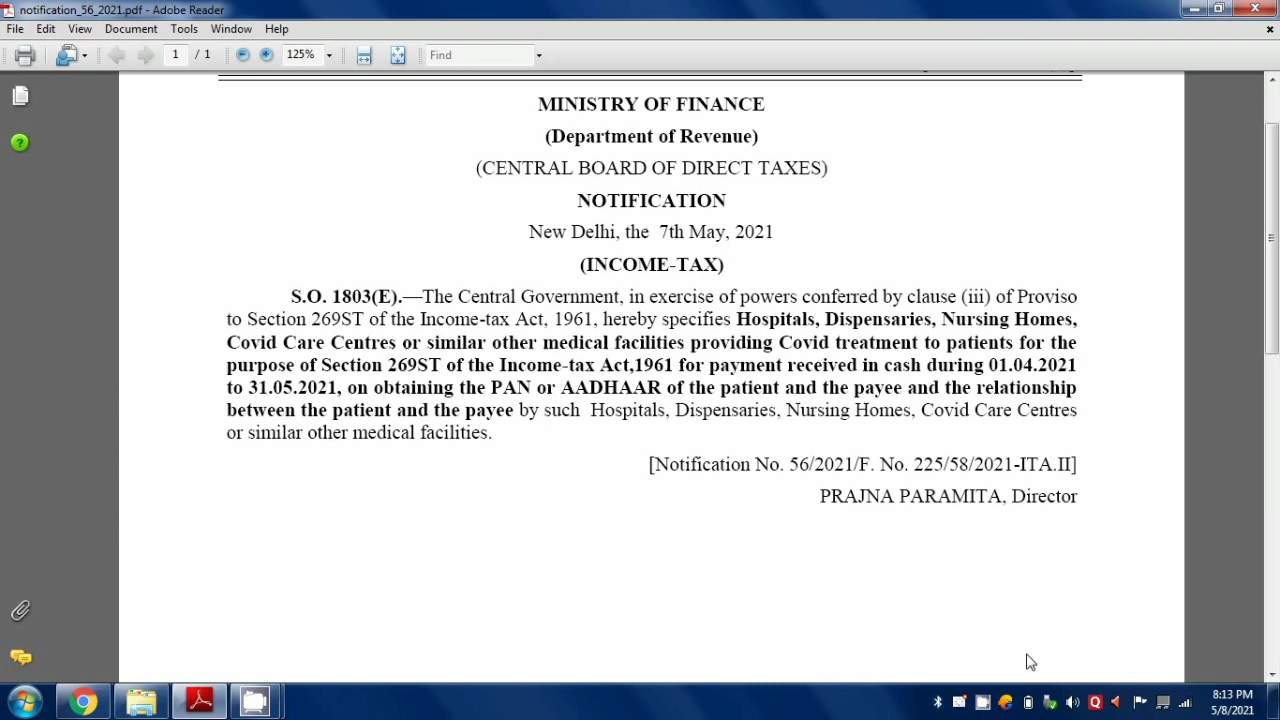 notification_56_2021.pdf - Adobe Reader
File Edit View Document Tools Window Help
1 / 1 125% Find
MINISTRY OF FINANCE
(Department of Revenue)
(CENTRAL BOARD OF DIRECT TAXES)
NOTIFICATION
New Delhi, the 7th May, 2021
(INCOME-TAX)
S.O. 1803(E).—The Central Government, in exercise of powers conferred by clause (iii) of Proviso
to Section 269ST of the Income-tax Act, 1961, hereby specifies Hospitals, Dispensaries, Nursing Homes,
Covid Care Centres or similar other medical facilities providing Covid treatment to patients for the
purpose of Section 269ST of the Income-tax Act,1961 for payment received in cash during 01.04.2021
to 31.05.2021, on obtaining the PAN or AADHAAR of the patient and the payee and the relationship
between the patient and the payee by such Hospitals, Dispensaries, Nursing Homes, Covid Care Centres
or similar other medical facilities.
[Notification No. 56/2021/F. No. 225/58/2021-ITA.II]
PRAJNA PARAMITA, Director
8:13 PM
5/8/2021